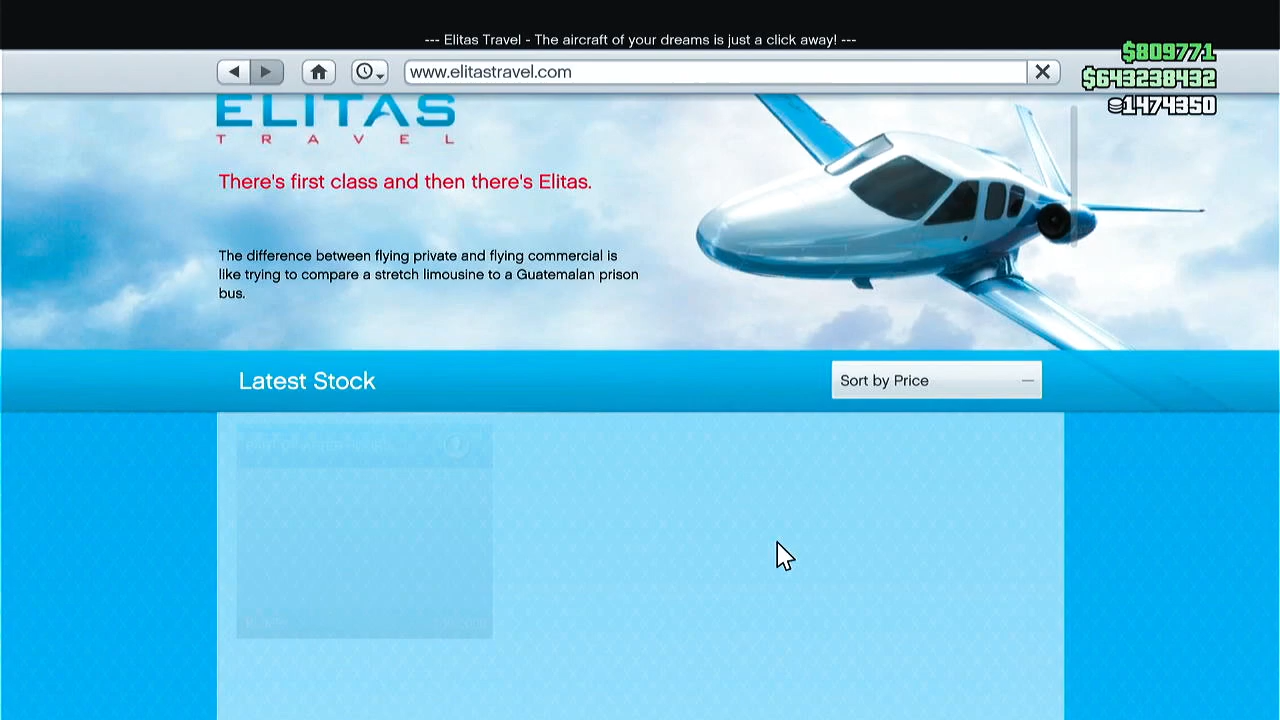 --- Elitas Travel - The aircraft of your dreams is just a click away! ---
www.elitastravel.com
$809771
$643238432
1474350
ELITAS
TRAVEL
There's first class and then there's Elitas.
The difference between flying private and flying commercial is
like trying to compare a stretch limousine to a Guatemalan prison
bus.
Latest Stock
Sort by Price